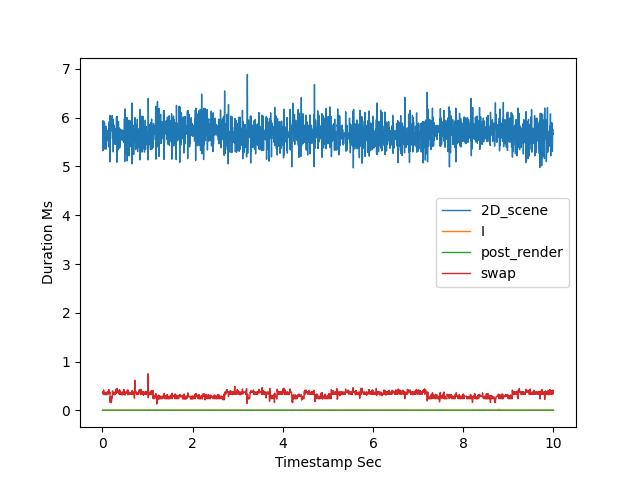 7
6
5
4
3
2
1
0
Duration Ms
2D_scene
I
post_render
swap
0 2 4 6 8 10
Timestamp Sec